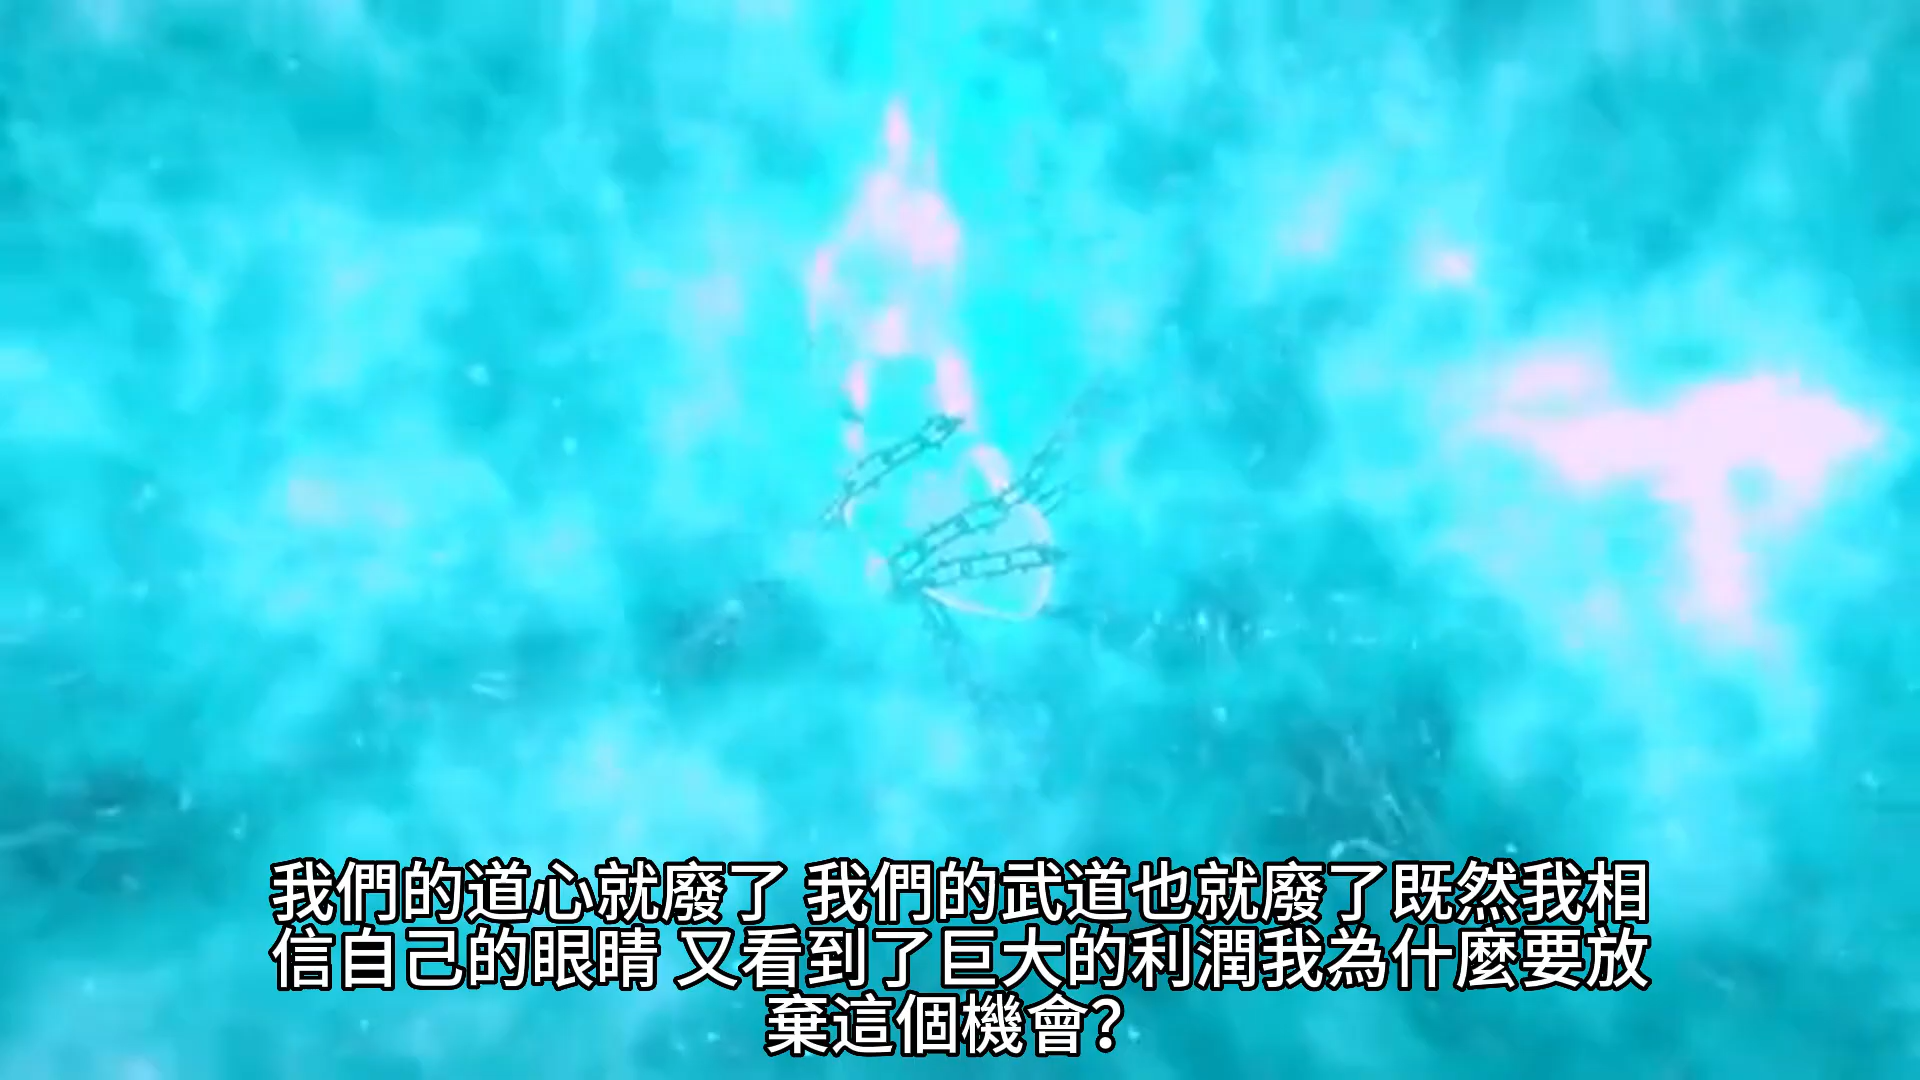 我們的道心就廢了 我們的武道也就廢了既然我相
信自己的眼睛 又看到了巨大的利潤我為什麼要放
棄這個機會?